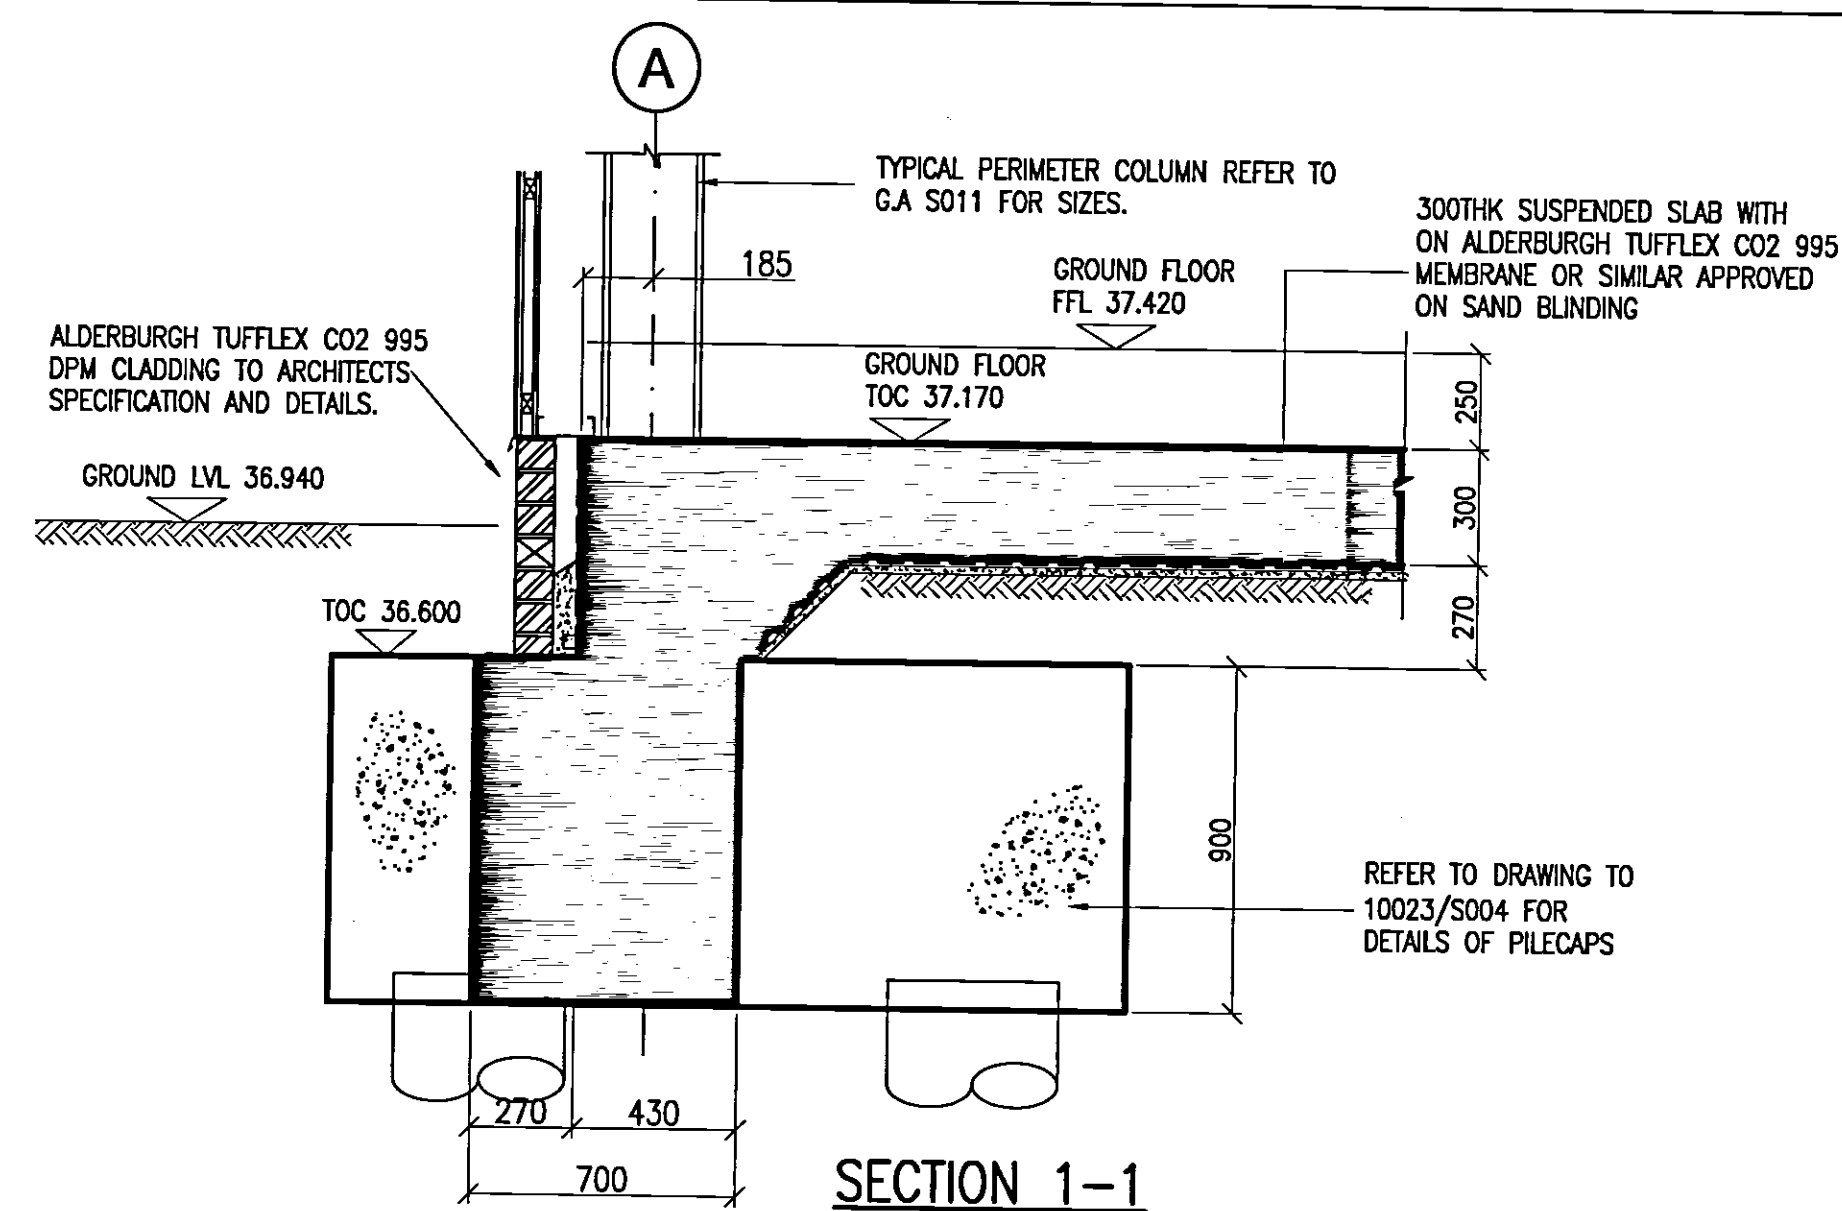 A
TYPICAL PERIMETER COLUMN REFER TO
G.A S011 FOR SIZES.
300THK SUSPENDED SLAB WITH
ON ALDERBURGH TUFFLEX CO2 995
MEMBRANE OR SIMILAR APPROVED
ON SAND BLINDING
185
GROUND FLOOR
FFL 37.420
ALDERBURGH TUFFLEX CO2 995
DPM CLADDING TO ARCHITECTS
SPECIFICATION AND DETAILS.
GROUND FLOOR
TOC 37.170
250
GROUND LVL 36.940
300
TOC 36.600
270
900
REFER TO DRAWING TO
10023/S004 FOR
DETAILS OF PILECAPS
270
430
700
SECTION 1-1